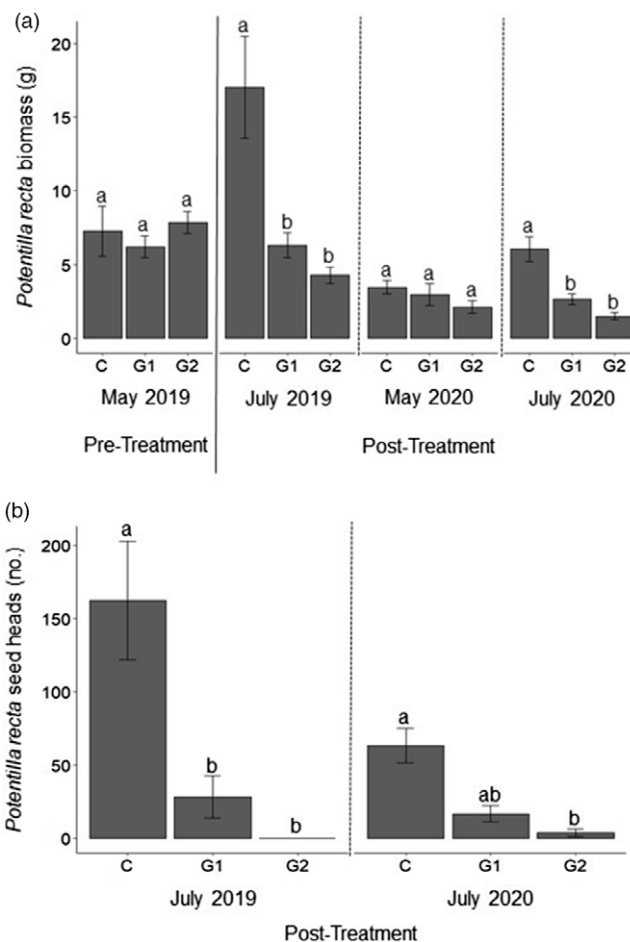 (a)
Potentilla recta biomass (g)
20
15
10
5
0
a a a
a b b
a a a
a b b
C G1 G2 C G1 G2 C G1 G2 C G1 G2
May 2019 July 2019 May 2020 July 2020
Pre-Treatment Post-Treatment
(b)
Potentilla recta seed heads (no.)
200
150
100
50
0
a b b
a ab b
C G1 G2 C G1 G2
July 2019 July 2020
Post-Treatment